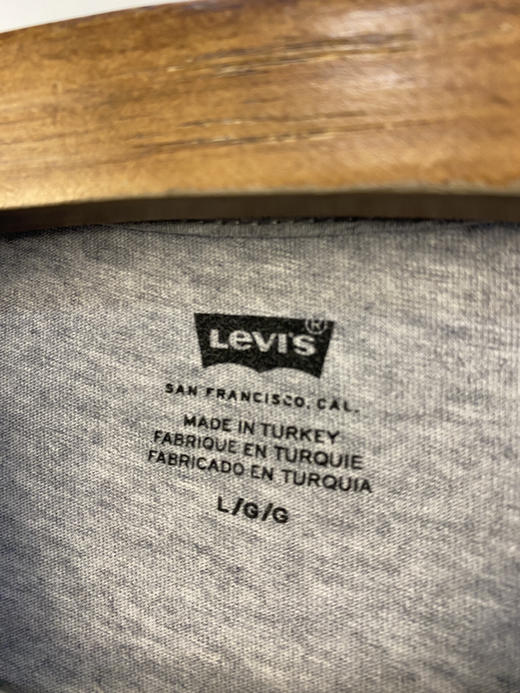 Levi's®
SAN FRANCISCO, CAL.
MADE IN TURKEY
FABRIQUE EN TURQUIE
FABRICADO EN TURQUIA
L/G/G